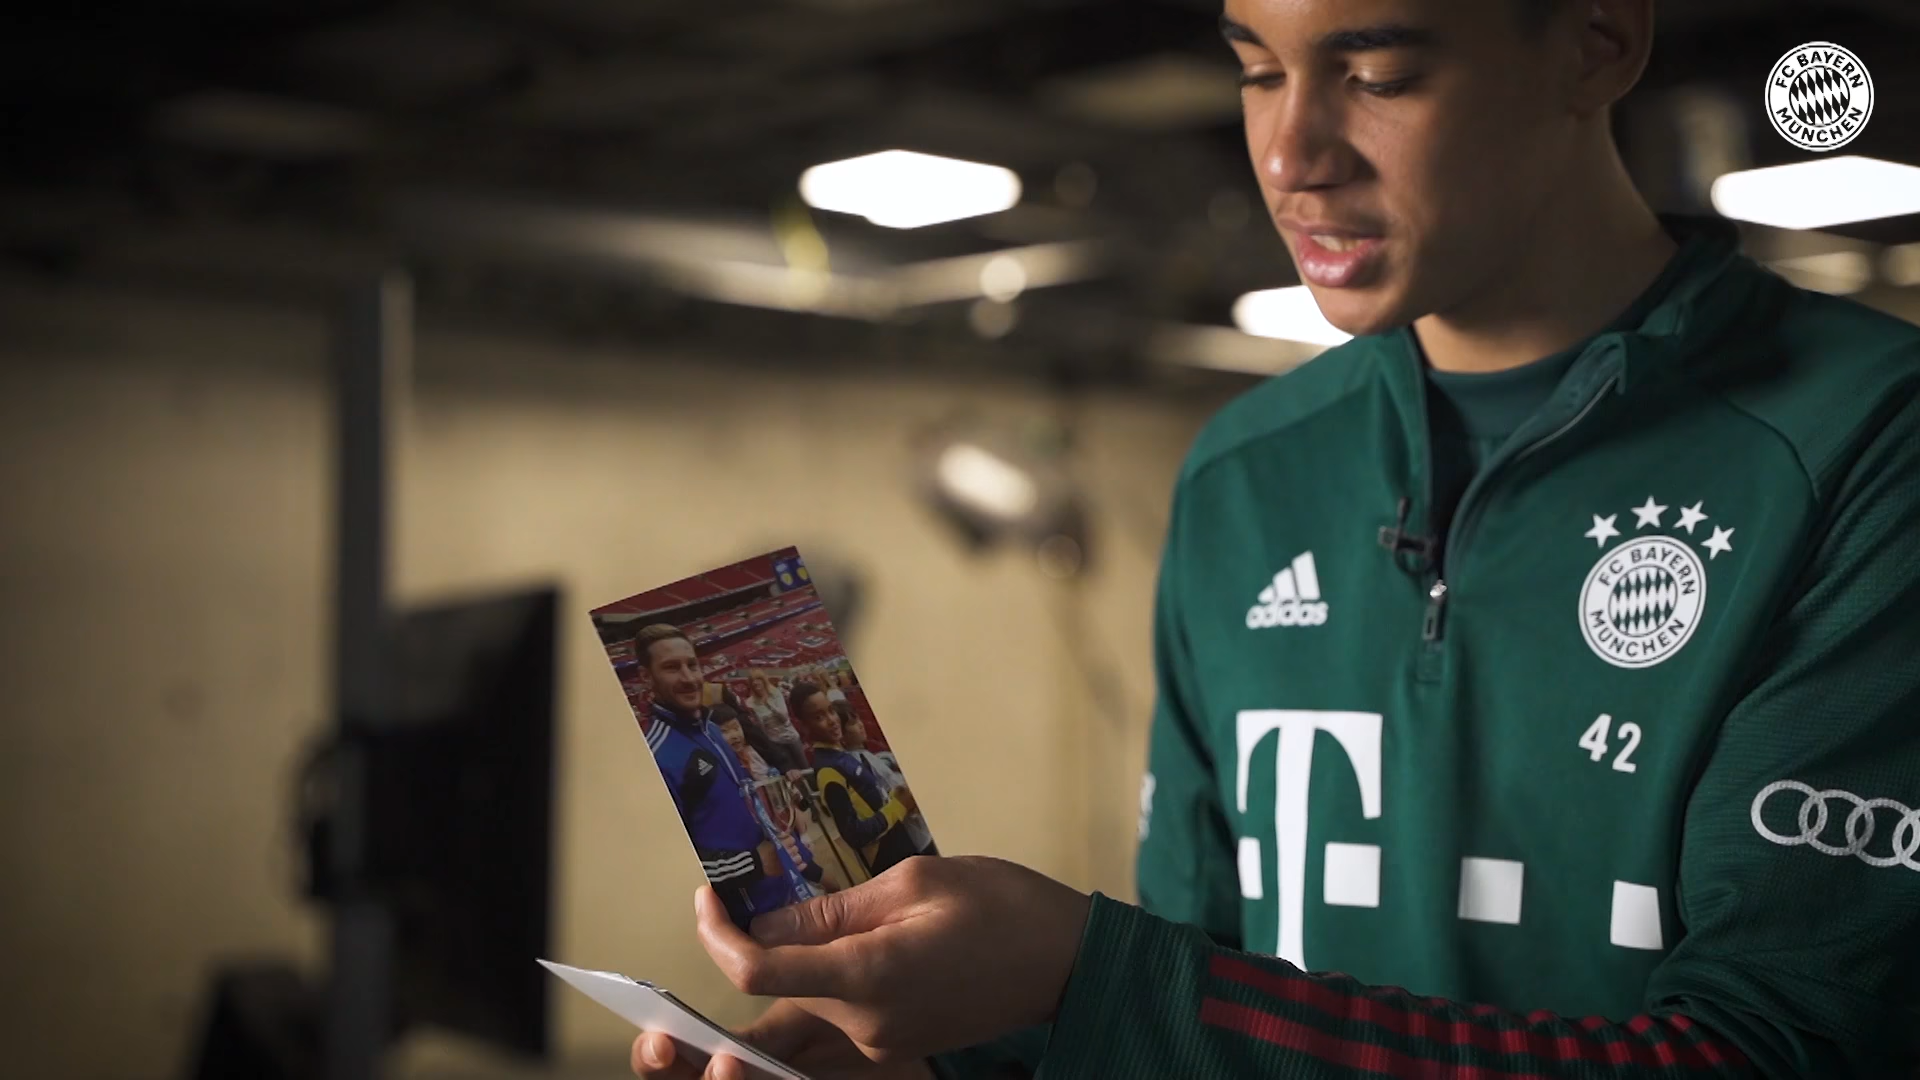 FC BAYERN
MÜNCHEN
adidas
FC BAYERN
MÜNCHEN
42
T